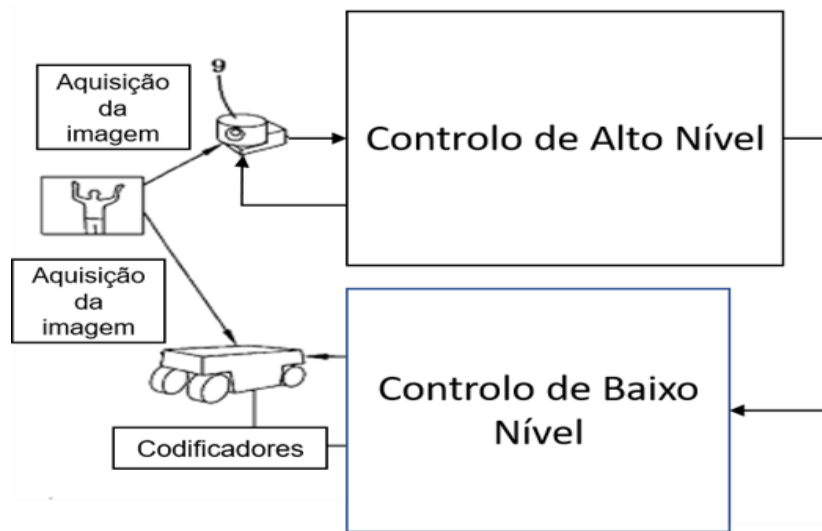 9
Aquisição
da
imagem
Controlo de Alto Nível
Aquisição
da
imagem
Controlo de Baixo
Nível
Codificadores